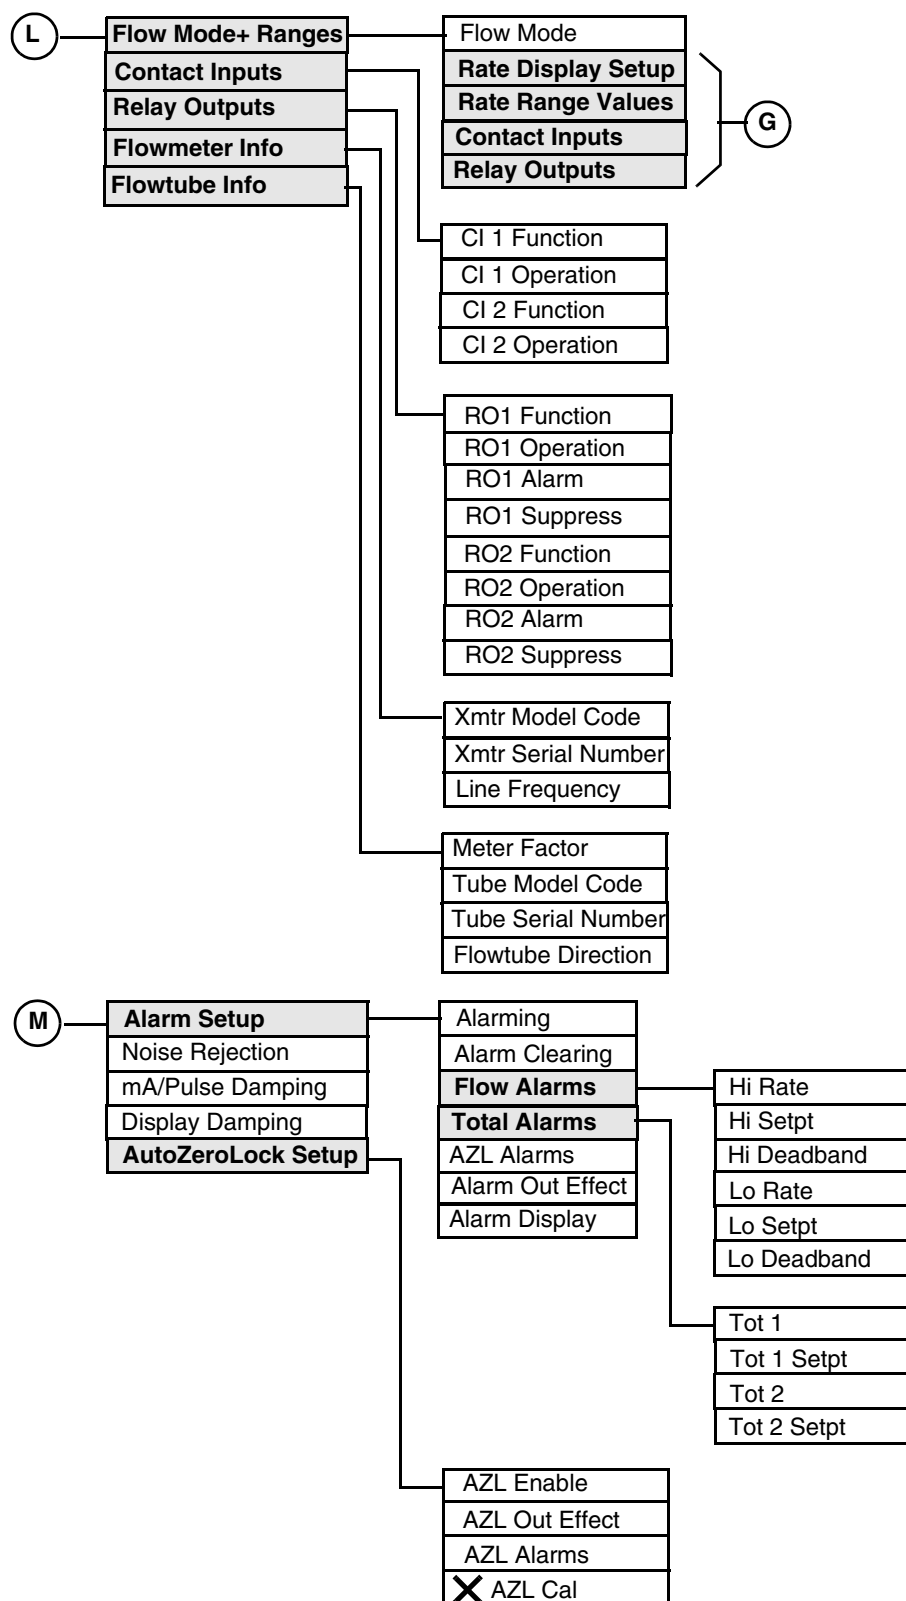 L
Flow Mode+ Ranges
Contact Inputs
Relay Outputs
Flowmeter Info
Flowtube Info
Flow Mode
Rate Display Setup
Rate Range Values
Contact Inputs
Relay Outputs
G
CI 1 Function
CI 1 Operation
CI 2 Function
CI 2 Operation
RO1 Function
RO1 Operation
RO1 Alarm
RO1 Suppress
RO2 Function
RO2 Operation
RO2 Alarm
RO2 Suppress
Xmtr Model Code
Xmtr Serial Number
Line Frequency
Meter Factor
Tube Model Code
Tube Serial Number
Flowtube Direction
M
Alarm Setup
Noise Rejection
mA/Pulse Damping
Display Damping
AutoZeroLock Setup
Alarming
Alarm Clearing
Flow Alarms
Total Alarms
AZL Alarms
Alarm Out Effect
Alarm Display
Hi Rate
Hi Setpt
Hi Deadband
Lo Rate
Lo Setpt
Lo Deadband
Tot 1
Tot 1 Setpt
Tot 2
Tot 2 Setpt
AZL Enable
AZL Out Effect
AZL Alarms
AZL Cal